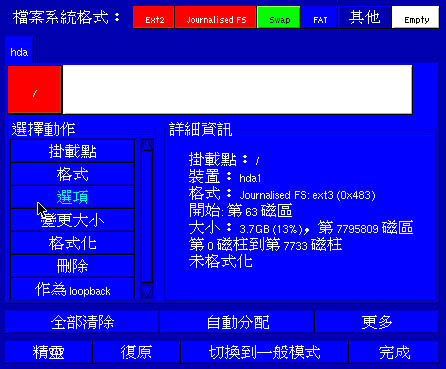 檔案系統格式： Ext2 Journalised FS Swap FAT 其他 Empty
hda
/
選擇動作
掛載點
格式
選項
變更大小
格式化
刪除
作為 loopback
詳細資訊
掛載點：/
裝置：hda1
格式：Journalised FS: ext3 (0x483)
開始: 第 63 磁區
大小：3.7GB (13%)，第 7795809 磁區
第 0 磁柱到第 7733 磁柱
未格式化
全部清除 自動分配 更多
精靈 復原 切換到一般模式 完成